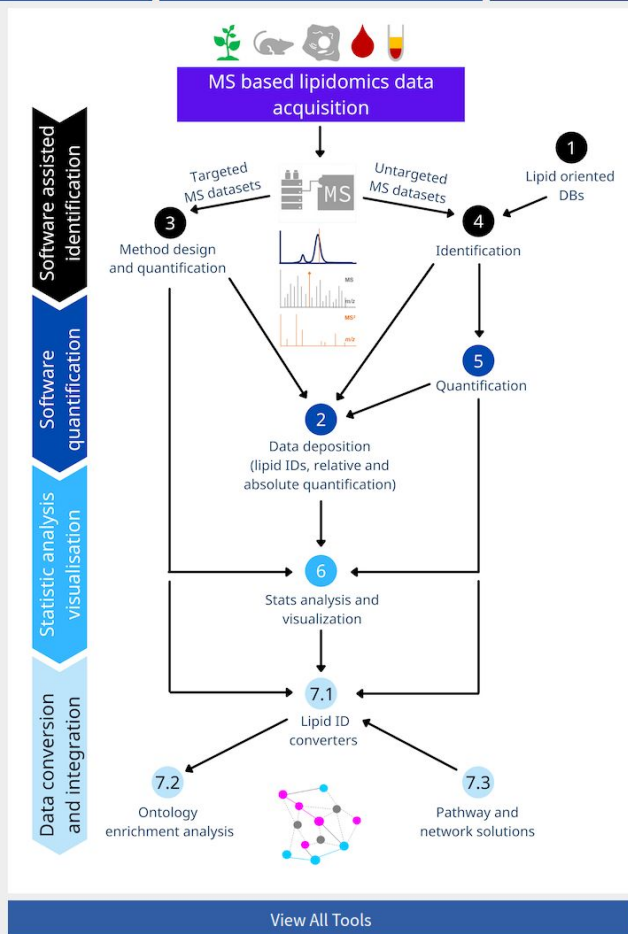 MS based lipidomics data
acquisition
Software assisted
identification
Targeted
MS datasets
MS
Untargeted
MS datasets
1
Lipid oriented
DBs
3
Method design
and quantification
4
Identification
MS
m/z
MS²
m/z
Software
quantification
5
Quantification
2
Data deposition
(lipid IDs, relative and
absolute quantification)
Statistic analysis
visualisation
6
Stats analysis and
visualization
Data conversion
and integration
7.1
Lipid ID
converters
7.2
Ontology
enrichment analysis
7.3
Pathway and
network solutions
View All Tools